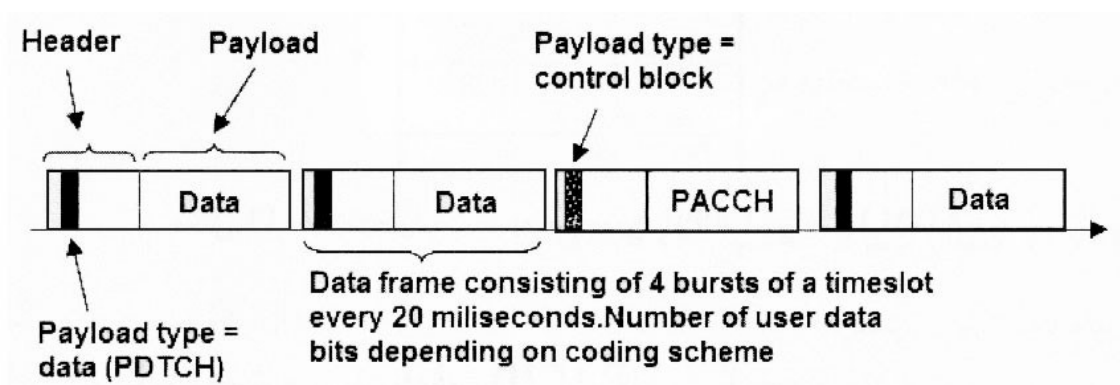 Header
Payload
Payload type =
control block
Data
Data
PACCH
Data
Data frame consisting of 4 bursts of a timeslot
every 20 miliseconds.Number of user data
bits depending on coding scheme
Payload type =
data (PDTCH)